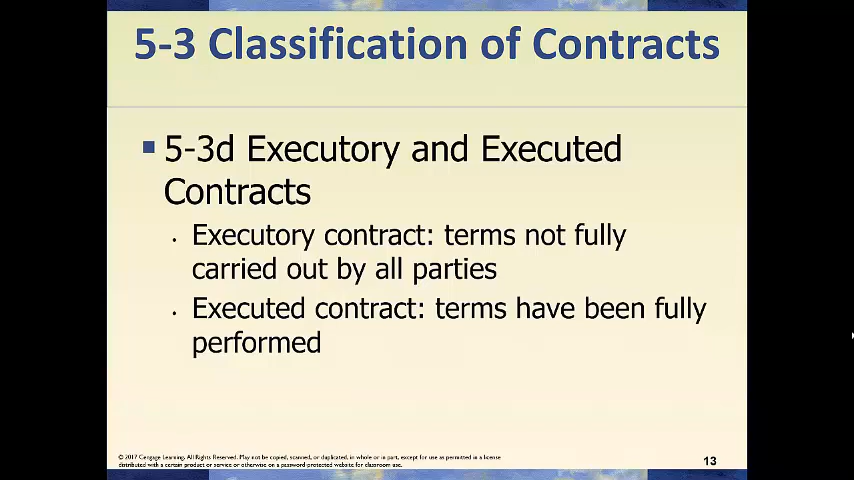 5-3 Classification of Contracts
5-3d Executory and Executed
Contracts
Executory contract: terms not fully
carried out by all parties
Executed contract: terms have been fully
performed
© 2017 Cengage Learning. All Rights Reserved. May not be copied, scanned, or duplicated, in whole or in part, except for use as permitted in a license
distributed with a certain product or service or otherwise on a password-protected website for classroom use.
13